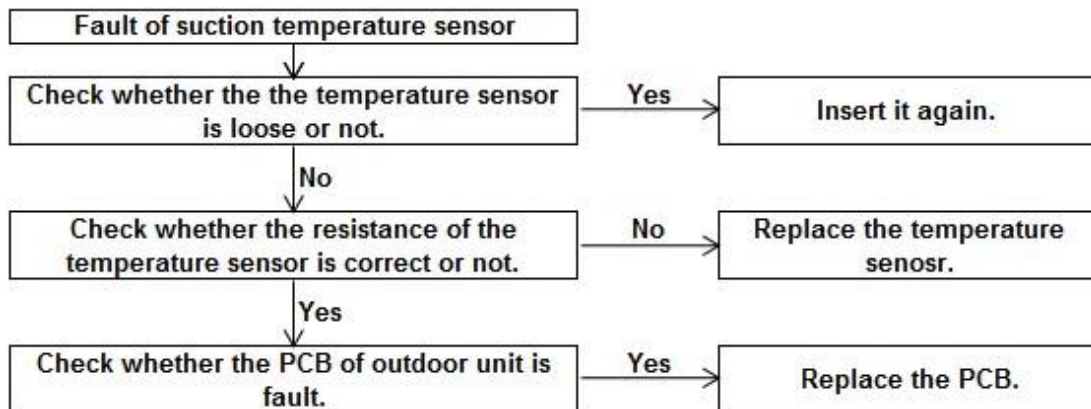 Fault of suction temperature sensor
Check whether the the temperature sensor
is loose or not.
Yes
Insert it again.
No
Check whether the resistance of the
temperature sensor is correct or not.
No
Replace the temperature
senosr.
Yes
Check whether the PCB of outdoor unit is
fault.
Yes
Replace the PCB.